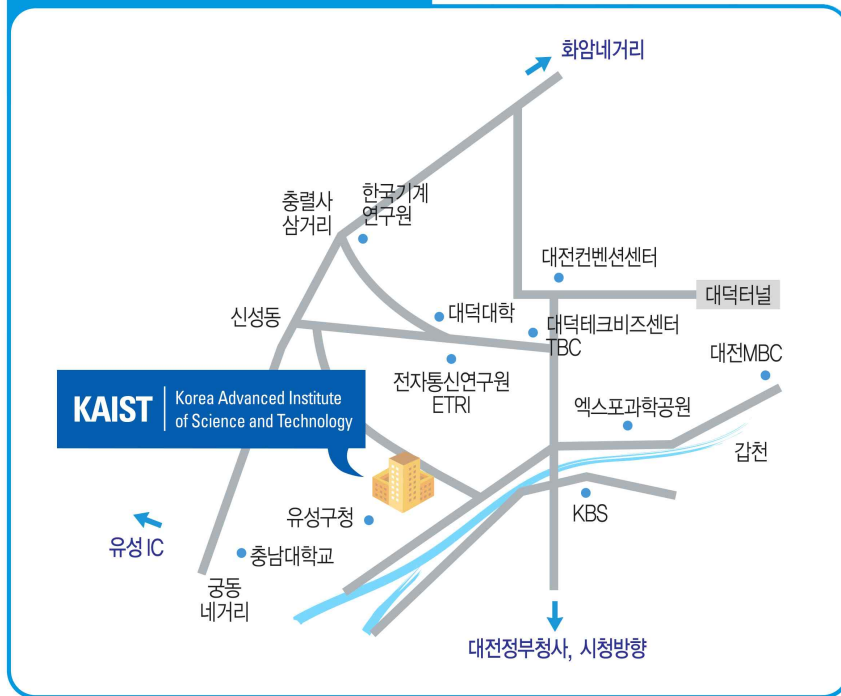 화암네거리
충렬사
삼거리
한국기계
연구원
대전컨벤션센터
대덕터널
신성동
대덕대학
대덕테크비즈센터
TBC
대전MBC
전자통신연구원
ETRI
엑스포과학공원
KAIST
Korea Advanced Institute
of Science and Technology
갑천
유성구청
KBS
유성 IC
충남대학교
궁동
네거리
대전정부청사, 시청방향